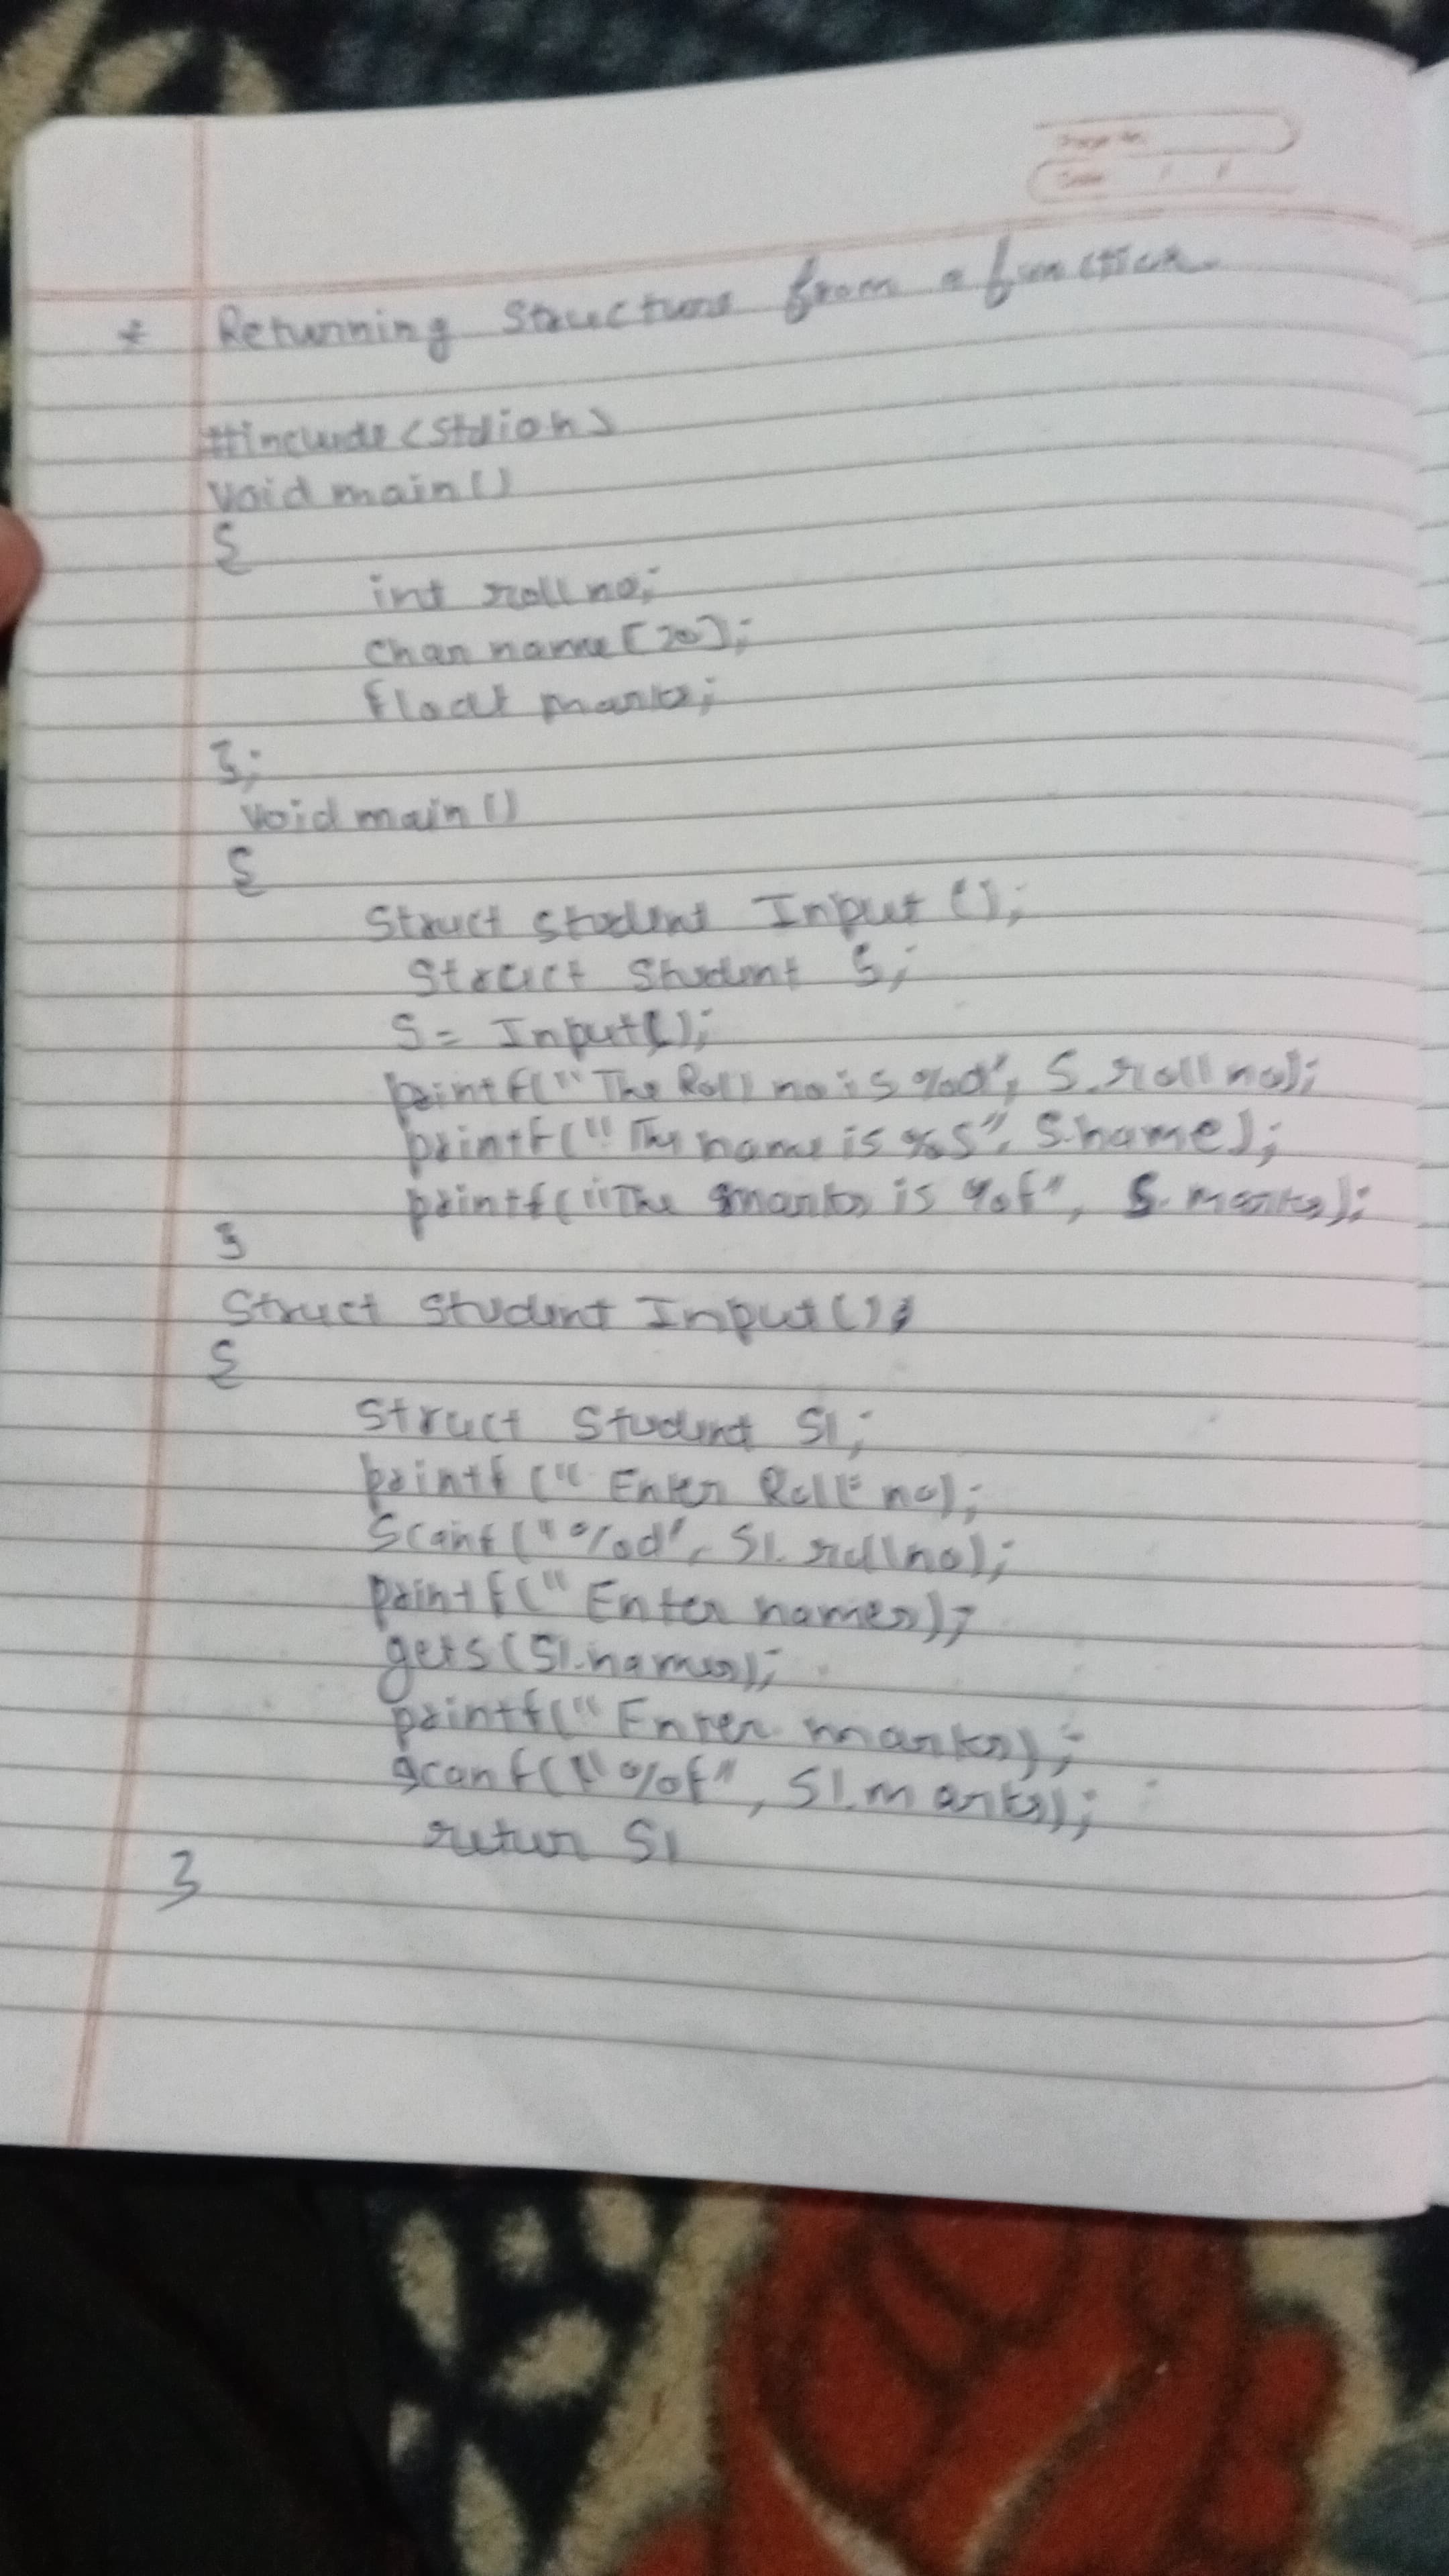 Page No.
Date / /
* Returning Structure from a function.
#include<stdioh>
Void main()
{
int rollno;
Char name[20];
float marks;
};
Void main()
{
Struct student Input();
Struct Student S;
S = Input();
printf("The Roll no is %d", S.rollno);
printf("The name is %s", S.name);
printf("The marks is %f", S.marks);
}
Struct Student Input();
{
Struct Student S1;
printf("Enter Roll no);
Scanf("%d", S1.rollno);
printf("Enter names);
gets(S1.names);
printf("Enter marks);
scanf("%f", S1.marks);
retur S1
}